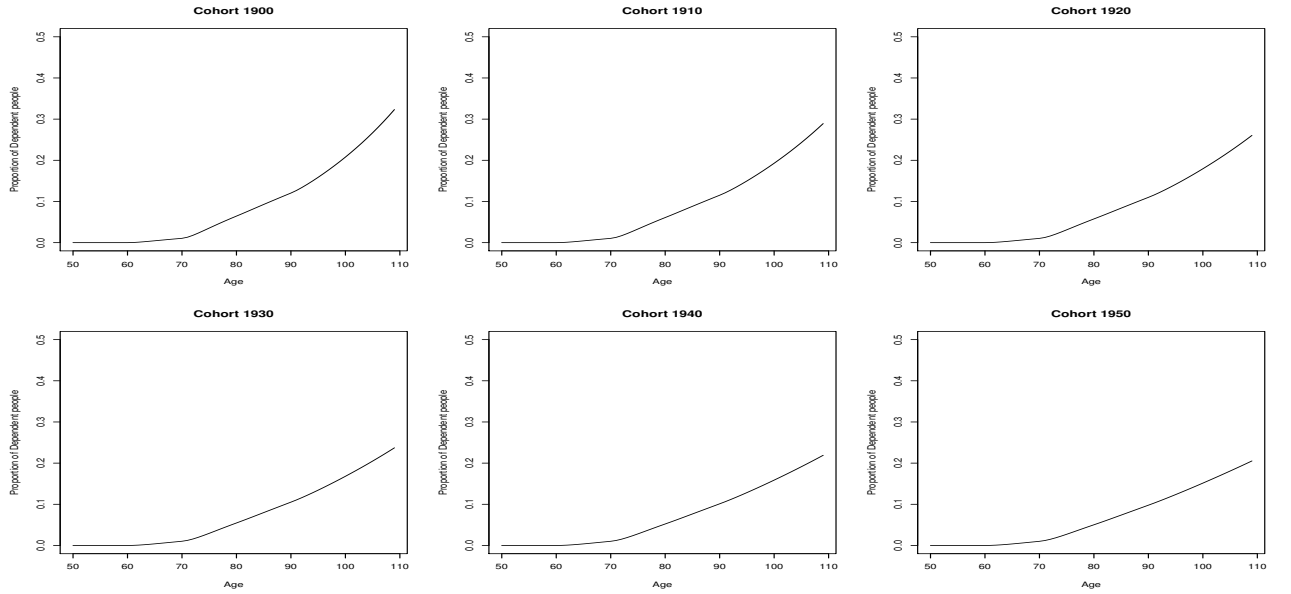 Cohort 1900
Proportion of Dependent people
0.0 0.1 0.2 0.3 0.4 0.5
50 60 70 80 90 100 110
Age
Cohort 1910
Proportion of Dependent people
0.0 0.1 0.2 0.3 0.4 0.5
50 60 70 80 90 100 110
Age
Cohort 1920
Proportion of Dependent people
0.0 0.1 0.2 0.3 0.4 0.5
50 60 70 80 90 100 110
Age
Cohort 1930
Proportion of Dependent people
0.0 0.1 0.2 0.3 0.4 0.5
50 60 70 80 90 100 110
Age
Cohort 1940
Proportion of Dependent people
0.0 0.1 0.2 0.3 0.4 0.5
50 60 70 80 90 100 110
Age
Cohort 1950
Proportion of Dependent people
0.0 0.1 0.2 0.3 0.4 0.5
50 60 70 80 90 100 110
Age